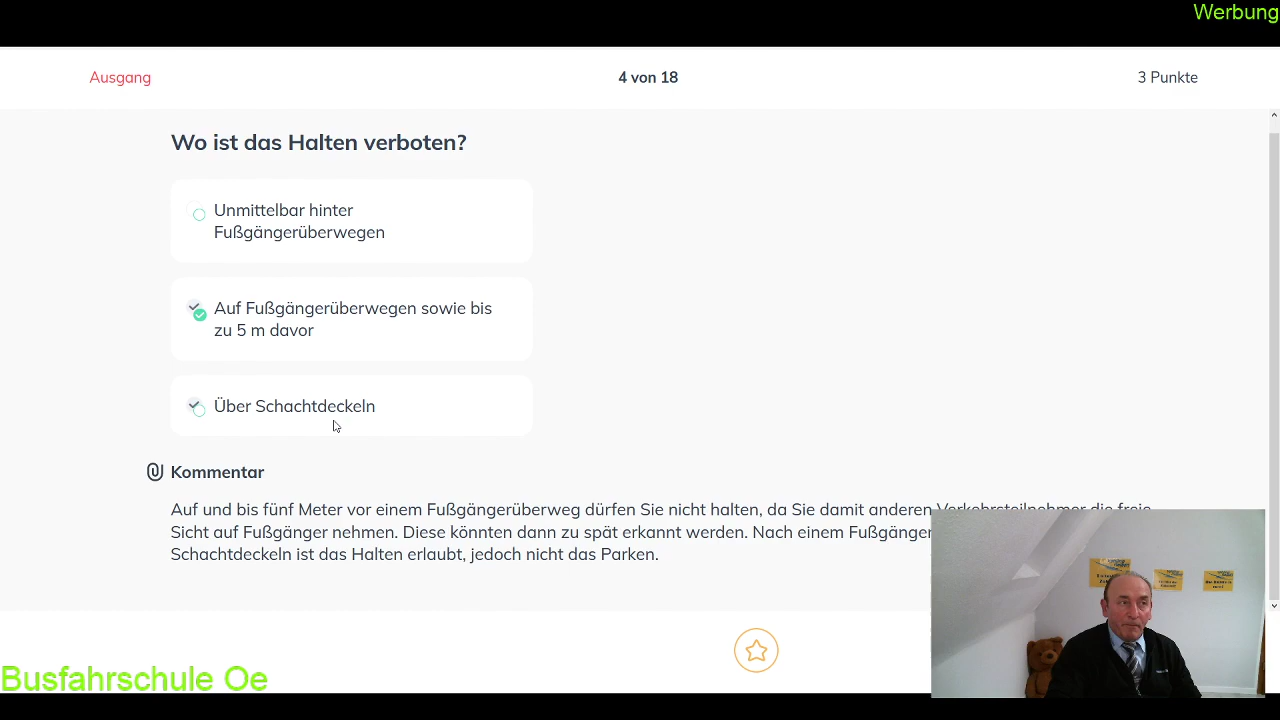 Werbung
Ausgang
4 von 18
3 Punkte
Wo ist das Halten verboten?
Unmittelbar hinter
Fußgängerüberwegen
Auf Fußgängerüberwegen sowie bis
zu 5 m davor
Über Schachtdeckeln
Kommentar
Auf und bis fünf Meter vor einem Fußgängerüberweg dürfen Sie nicht halten, da Sie damit anderen Verkehrsteilnehmer die freie
Sicht auf Fußgänger nehmen. Diese könnten dann zu spät erkannt werden. Nach einem
Schachtdeckeln ist das Halten erlaubt, jedoch nicht das Parken.
Busfahrschule Oe